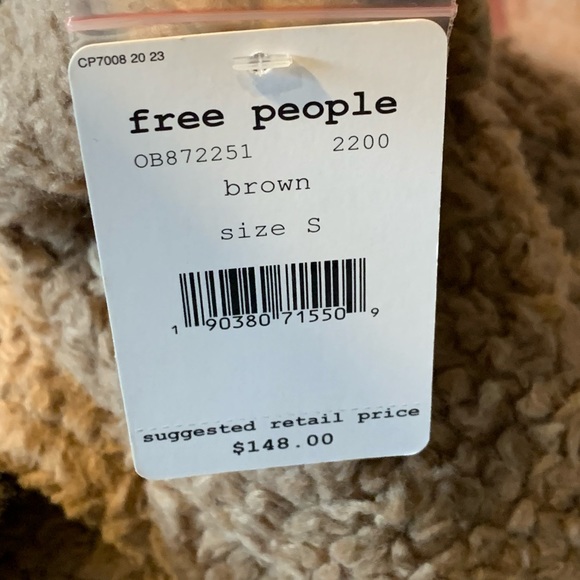 CP7008 20 23
free people
OB872251 2200
brown
size S
1 90380 71550 9
suggested retail price
$148.00